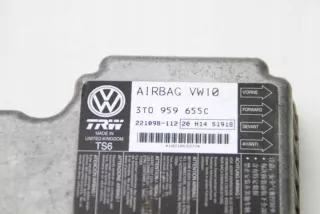 AIRBAG VW10
3T0 959 655C
221098-112 20 H14 51918
TRW
MADE IN
UNITED KINGDOM
TS6
VORNE
FORWARD
DEVANT
AVANTI